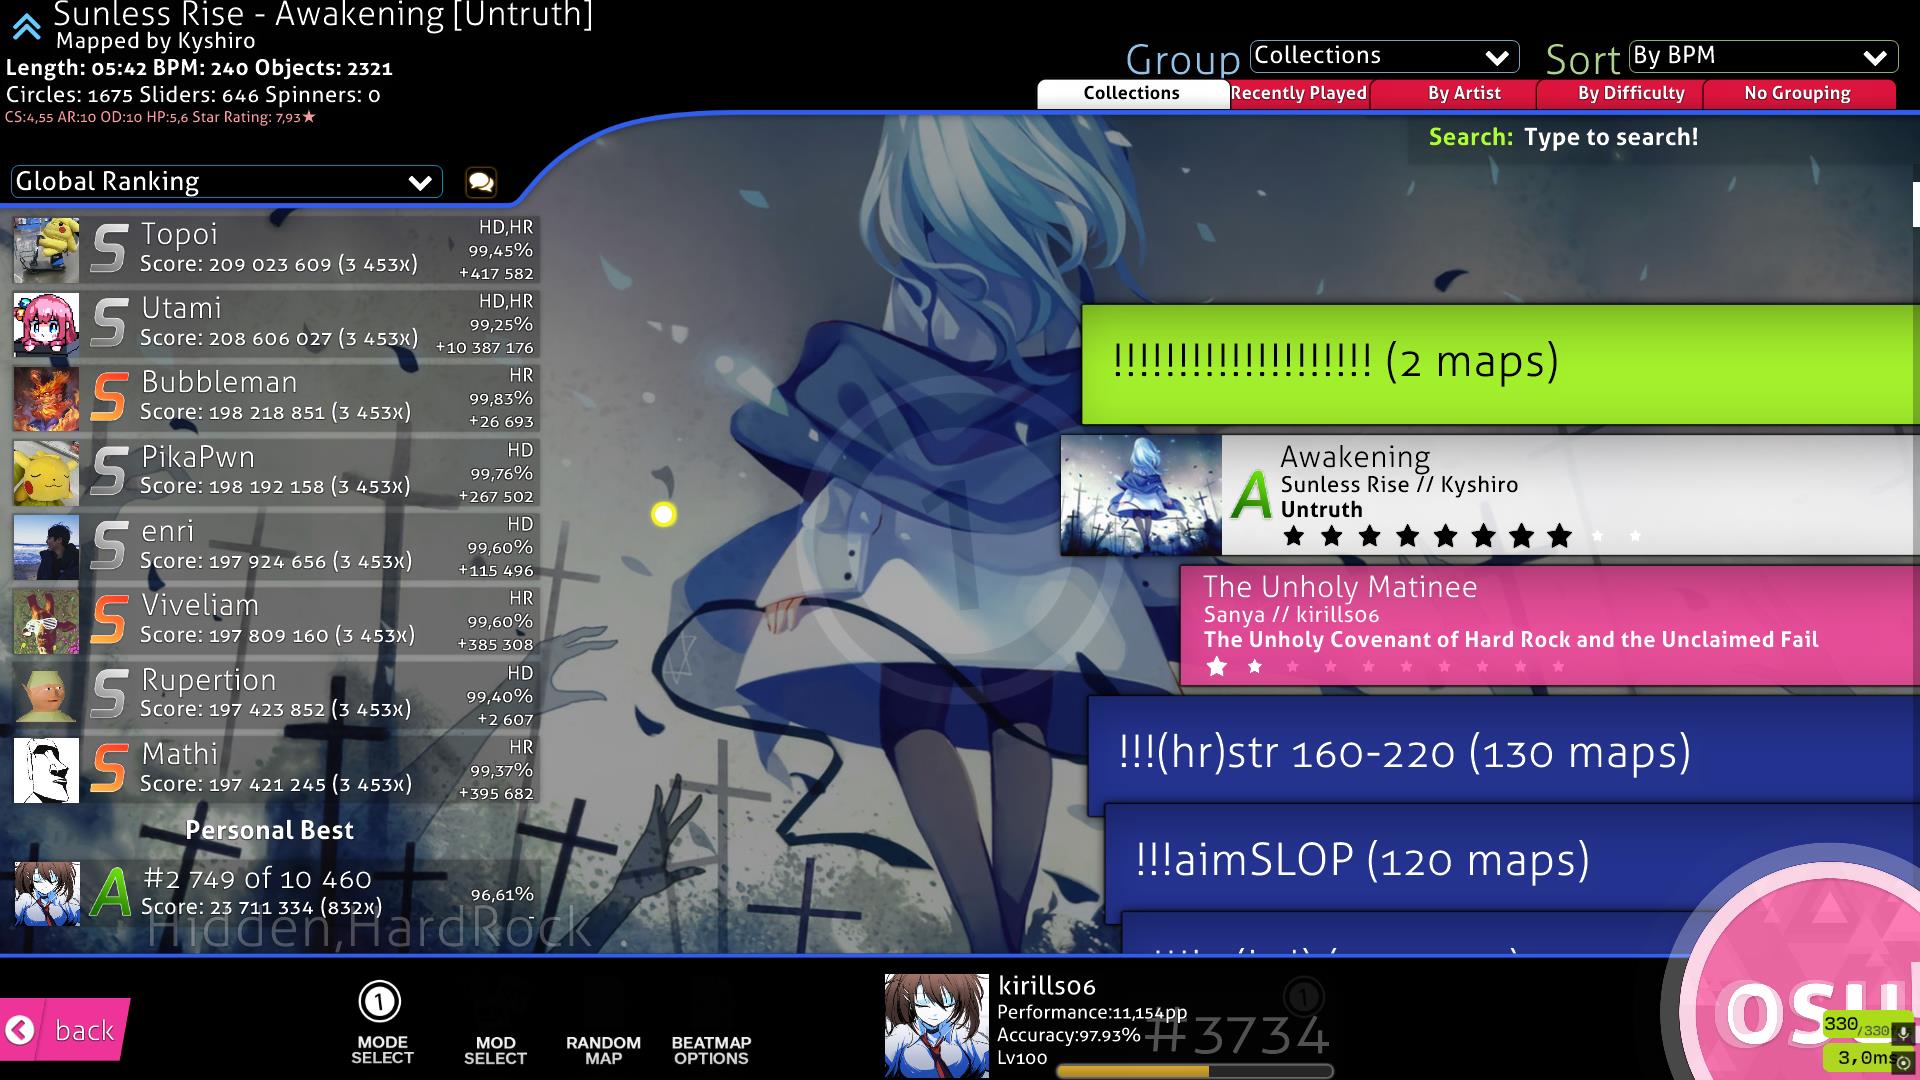 Sunless Rise - Awakening [Untruth]
Mapped by Kyshiro
Length: 05:42 BPM: 240 Objects: 2321
Circles: 1675 Sliders: 646 Spinners: 0
CS:4,55 AR:10 OD:10 HP:5,6 Star Rating: 7,93★
Group Collections Sort By BPM
Collections Recently Played By Artist By Difficulty No Grouping
Search: Type to search!
Global Ranking
Topoi HD,HR
99,45%
Score: 209 023 609 (3 453x)
+417 582
Utami HD,HR
99,25%
Score: 208 606 027 (3 453x)
+10 387 176
Bubbleman HR
99,83%
Score: 198 218 851 (3 453x)
+26 693
PikaPwn HD
99,76%
Score: 198 192 158 (3 453x)
+267 502
enri HD
99,60%
Score: 197 924 656 (3 453x)
+115 496
Viveliam HR
99,60%
Score: 197 809 160 (3 453x)
+385 308
Rupertion HD
99,40%
Score: 197 423 852 (3 453x)
+2 607
Mathi HR
99,37%
Score: 197 421 245 (3 453x)
+395 682
Personal Best
#2 749 of 10 460
96,61%
Score: 23 711 334 (832x)
-
Hidden,HardRock
!!!!!!!!!!!!!!!!!!!! (2 maps)
A
Awakening
Sunless Rise // Kyshiro
Untruth
The Unholy Matinee
Sanya // kirills06
The Unholy Covenant of Hard Rock and the Unclaimed Fail
!!!(hr)str 160-220 (130 maps)
!!!aimSLOP (120 maps)
back
MODE SELECT
MOD SELECT
RANDOM MAP
BEATMAP OPTIONS
kirills06
Performance:11,154pp
Accuracy:97.93%
Lv100
#3734
osu
330/330
3,0ms